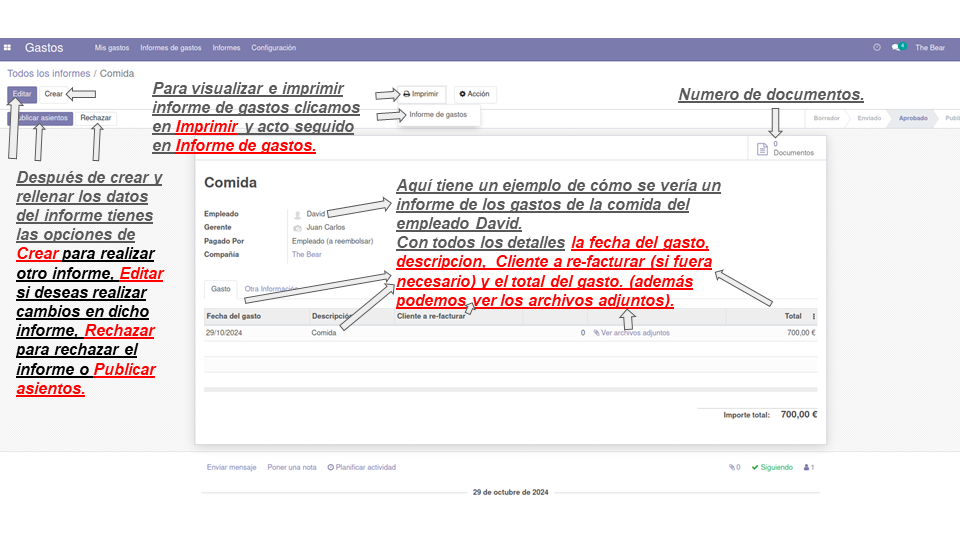 Gastos Mis gastos Informes de gastos Informes Configuración 4 The Bear
Todos los informes / Comida
Editar Crear
Imprimir Acción
Informe de gastos
Publicar asientos Rechazar
Borrador Enviado Aprobado
Para visualizar e imprimir
informe de gastos clicamos
en Imprimir y acto seguido
en Informe de gastos.
Numero de documentos.
0
Documentos
Después de crear y
rellenar los datos
del informe tienes
las opciones de
Crear para realizar
otro informe, Editar
si deseas realizar
cambios en dicho
informe, Rechazar
para rechazar el
informe o Publicar
asientos.
Comida
Empleado David
Gerente Juan Carlos
Pagado Por Empleado (a reembolsar)
Compañía The Bear
Aquí tiene un ejemplo de cómo se vería un
informe de los gastos de la comida del
empleado David.
Con todos los detalles la fecha del gasto,
descripcion, Cliente a re-facturar (si fuera
necesario) y el total del gasto. (además
podemos ver los archivos adjuntos).
Gasto Otra Información
Fecha del gasto Descripción Cliente a re-facturar Total
29/10/2024 Comida 0 Ver archivos adjuntos 700,00 €
Importe total: 700,00 €
Enviar mensaje Poner una nota Planificar actividad 0 Siguiendo 1
29 de octubre de 2024